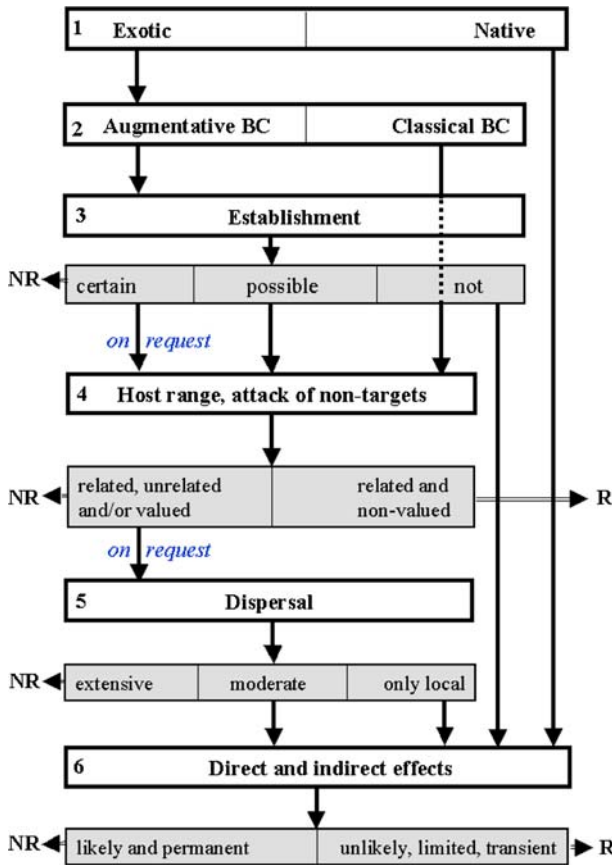 1 Exotic Native
2 Augmentative BC Classical BC
3 Establishment
NR certain possible not
on request
4 Host range, attack of non-targets
NR related, unrelated and/or valued related and non-valued R
on request
5 Dispersal
NR extensive moderate only local
6 Direct and indirect effects
NR likely and permanent unlikely, limited, transient R